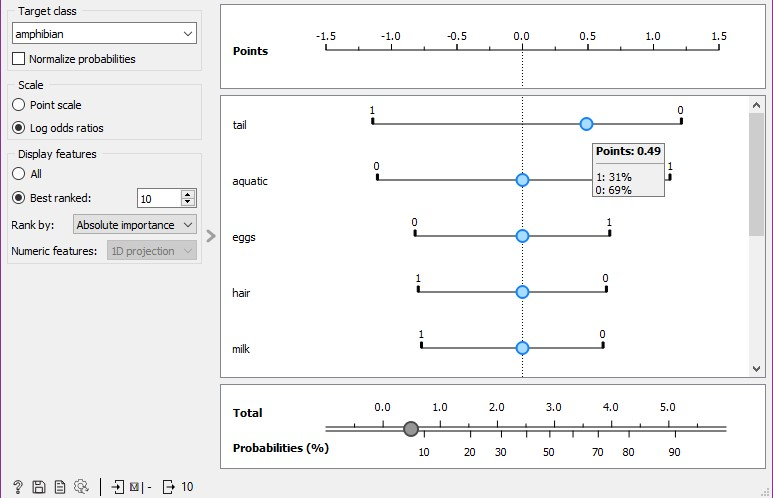 Target class
amphibian
Normalize probabilities
Scale
Point scale
Log odds ratios
Display features
All
Best ranked: 10
Rank by: Absolute importance
Numeric features: 1D projection
Points
-1.5 -1.0 -0.5 0.0 0.5 1.0 1.5
1 0
tail
Points: 0.49
1: 31%
0: 69%
0 1
aquatic
0 1
eggs
1 0
hair
1 0
milk
Total
0.0 1.0 2.0 3.0 4.0 5.0
Probabilities (%)
10 20 30 50 70 80 90
? M | - 10